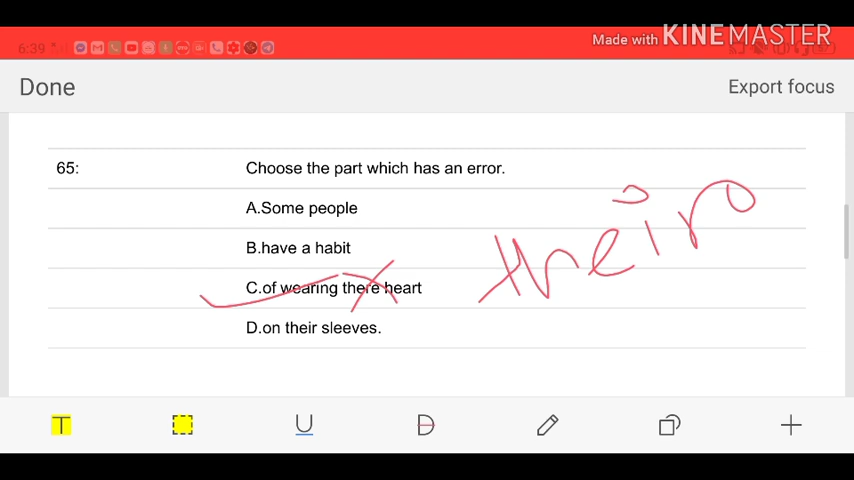 6:39
Made with KINEMASTER
Done
Export focus
65:
Choose the part which has an error.
A.Some people
B.have a habit
C.of wearing there heart
D.on their sleeves.
their
T
U
D